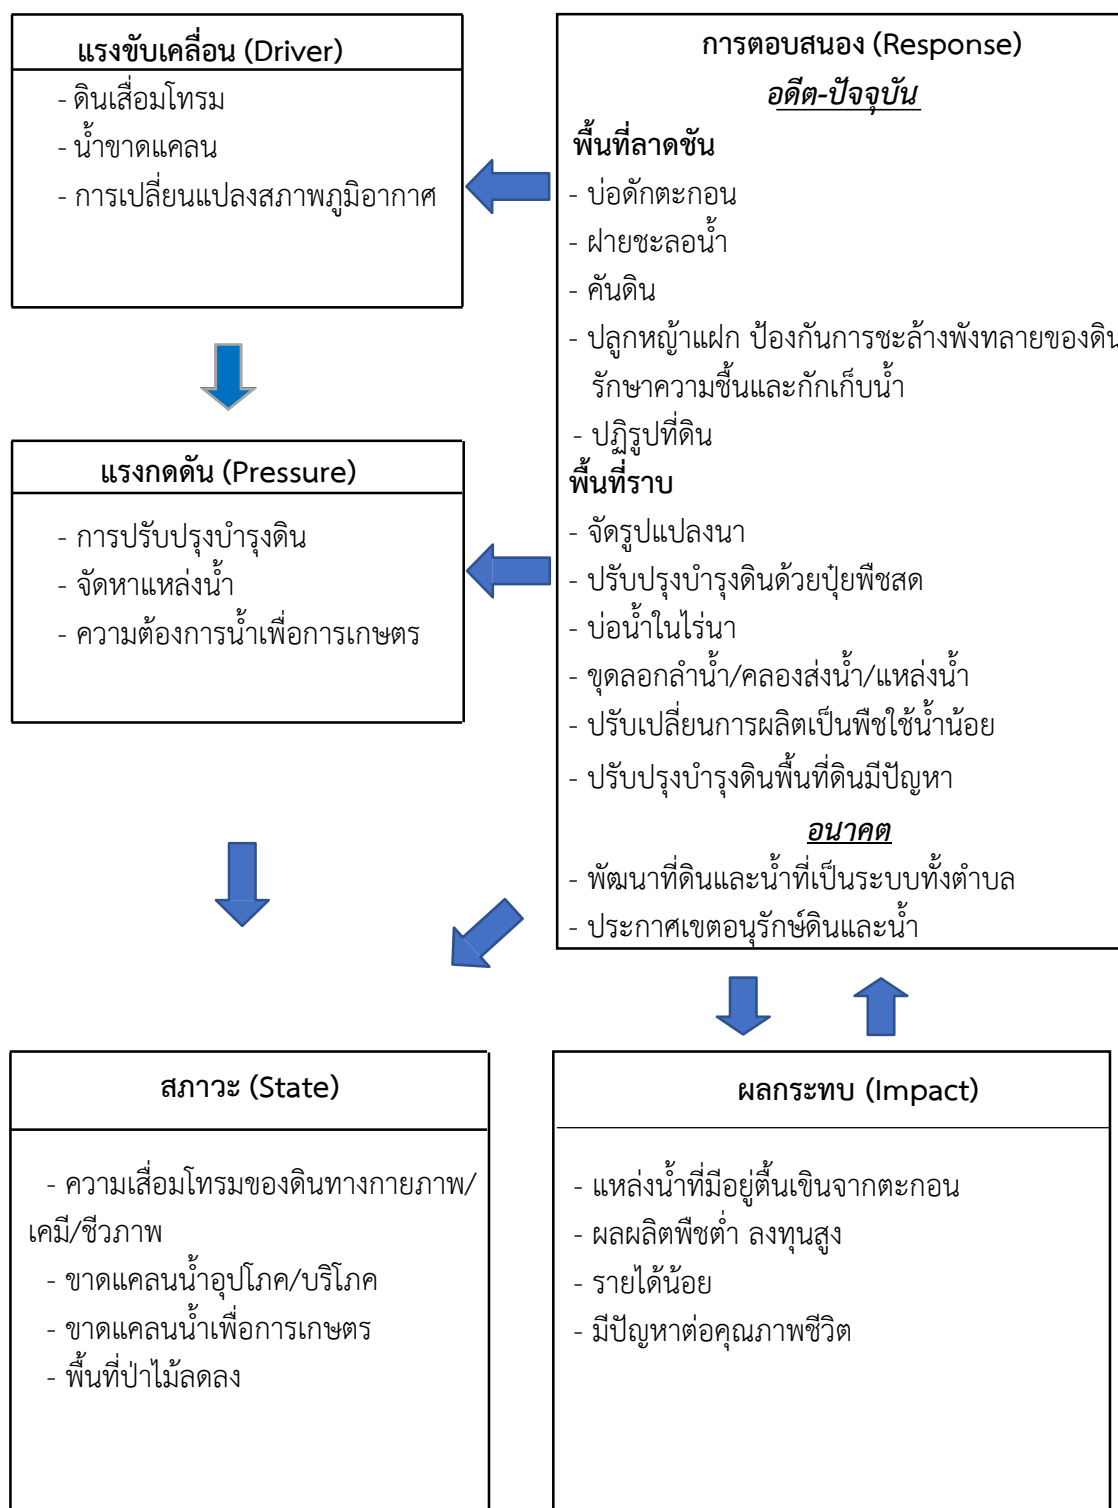 แรงขับเคลื่อน (Driver)
- ดินเสื่อมโทรม
- น้ำขาดแคลน
- การเปลี่ยนแปลงสภาพภูมิอากาศ
แรงกดดัน (Pressure)
- การปรับปรุงบำรุงดิน
- จัดหาแหล่งน้ำ
- ความต้องการน้ำเพื่อการเกษตร
การตอบสนอง (Response)
อดีต-ปัจจุบัน
พื้นที่ลาดชัน
- บ่อดักตะกอน
- ฝายชะลอน้ำ
- คันดิน
- ปลูกหญ้าแฝก ป้องกันการชะล้างพังทลายของดิน
รักษาความชื้นและกักเก็บน้ำ
- ปฏิรูปที่ดิน
พื้นที่ราบ
- จัดรูปแปลงนา
- ปรับปรุงบำรุงดินด้วยปุ๋ยพืชสด
- บ่อน้ำในไร่นา
- ขุดลอกลำน้ำ/คลองส่งน้ำ/แหล่งน้ำ
- ปรับเปลี่ยนการผลิตเป็นพืชใช้น้ำน้อย
- ปรับปรุงบำรุงดินพื้นที่ดินมีปัญหา
อนาคต
- พัฒนาที่ดินและน้ำที่เป็นระบบทั้งตำบล
- ประกาศเขตอนุรักษ์ดินและน้ำ
สภาวะ (State)
- ความเสื่อมโทรมของดินทางกายภาพ/
เคมี/ชีวภาพ
- ขาดแคลนน้ำอุปโภค/บริโภค
- ขาดแคลนน้ำเพื่อการเกษตร
- พื้นที่ป่าไม้ลดลง
ผลกระทบ (Impact)
- แหล่งน้ำที่มีอยู่ตื้นเขินจากตะกอน
- ผลผลิตพืชต่ำ ลงทุนสูง
- รายได้น้อย
- มีปัญหาต่อคุณภาพชีวิต